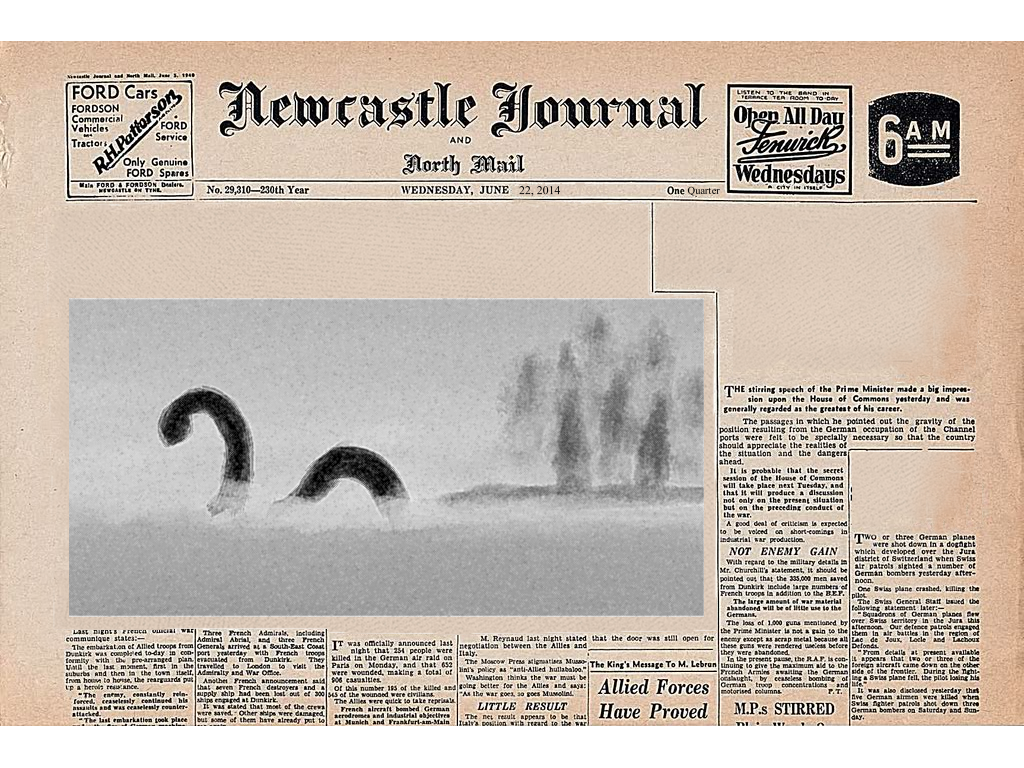 Newcastle Journal and North Mail, June 5, 1940
FORD Cars
FORDSON
Commercial
Vehicles
Tractors
R.H.Patterson
FORD
Service
Only Genuine
FORD Spares
Main FORD & FORDSON Dealers,
NEWCASTLE ON TYNE.
Newcastle Journal
AND
North Mail
LISTEN TO THE BAND IN
TERRACE TEA ROOM TO-DAY
Open All Day
Fenwick
Wednesdays
A CITY IN ITSELF
6 AM
No. 29,310—230th Year
WEDNESDAY, JUNE 22, 2014
One Quarter
THE stirring speech of the Prime Minister made a big impres-
sion upon the House of Commons yesterday and was
generally regarded as the greatest of his career.
The passages in which he pointed out the gravity of the
position resulting from the German occupation of the Channel
ports were felt to be specially necessary so that the country
should appreciate the realities of
the situation and the dangers
ahead.
It is probable that the secret
session of the House of Commons
will take place next Tuesday, and
that it will produce a discussion
not only on the present situation
but on the preceding conduct of
the war.
A good deal of criticism is expected
to be voiced on short-comings in
industrial war production.
NOT ENEMY GAIN
With regard to the military details in
Mr. Churchill's statement, it should be
pointed out that the 335,000 men saved
from Dunkirk include large numbers of
French troops in addition to the B.E.F.
The large amount of war material
abandoned will be of little use to the
Germans.
The loss of 1,000 guns mentioned by
the Prime Minister is not a gain to the
enemy except as scrap metal because all
these guns were rendered useless before
they were abandoned.
At the present pause, the R.A.F. is con-
tinuing to give the maximum aid to the
French Armies awaiting the German
onslaught, by ceaseless bombing of
German troop concentrations and
motorised columns.
P. T.
M.P.s STIRRED
TWO or three German planes
were shot down in a dogfight
which developed over the Jura
district of Switzerland when Swiss
air patrols sighted a number of
German bombers yesterday after-
noon.
One Swiss plane crashed, killing the
pilot.
The Swiss General Staff issued the
following statement later:—
"Squadrons of German planes flew
over Swiss territory in the Jura this
afternoon. Our defence patrols engaged
them in air battles in the region of
Lac de Joux, Locle and Lachoux
Defonds.
"From details at present available
it appears that two or three of the
foreign aircraft came down on the other
side of the frontier. During the fight-
ing a Swiss plane fell, the pilot losing his
life."
It was also disclosed yesterday that
five German airmen were killed when
Swiss fighter patrols shot down three
German bombers on Saturday and Sun-
day.
Last night's French official war
communique states:—
The embarkation of Allied troops from
Dunkirk was completed to-day in con-
formity with the pre-arranged plan.
Until the last moment, first in the
suburbs and then in the town itself,
from house to house, the rearguards put
up a heroic resistance.
"The enemy, constantly rein-
forced, ceaselessly continued his
assaults and was ceaselessly counter-
attacked.
"The last embarkation took place
Three French Admirals, including
Admiral Abrial and three French
Generals arrived at a South-East Coast
port yesterday with French troops
evacuated from Dunkirk. They
travelled to London to visit the
Admiralty and War Office.
Another French announcement said
that seven French destroyers and a
supply ship had been lost out of 300
ships engaged at Dunkirk.
It was stated that most of the crews
were saved. Other ships were damaged,
but some of them have already put to
IT was officially announced last
night that 254 people were
killed in the German air raid on
Paris on Monday, and that 652
were wounded, making a total of
906 casualties.
Of this number 195 of the killed and
545 of the wounded were civilians.
The Allies were quick to take reprisals.
French aircraft bombed German
aerodromes and industrial objectives
at Munich and Frankfurt-am-Main
M. Reynaud last night stated that the door was still open for
negotiation between the Allies and
Italy.
The Moscow Press stigmatises Musso-
lini's policy as "anti-Allied hullabaloo."
Washington thinks the war must be
going better for the Allies and says:
"As the war goes, so goes Mussolini."
LITTLE RESULT
The net result appears to be that
Italy's position with regard to the war
The King's Message To M. Lebrun
Allied Forces
Have Proved